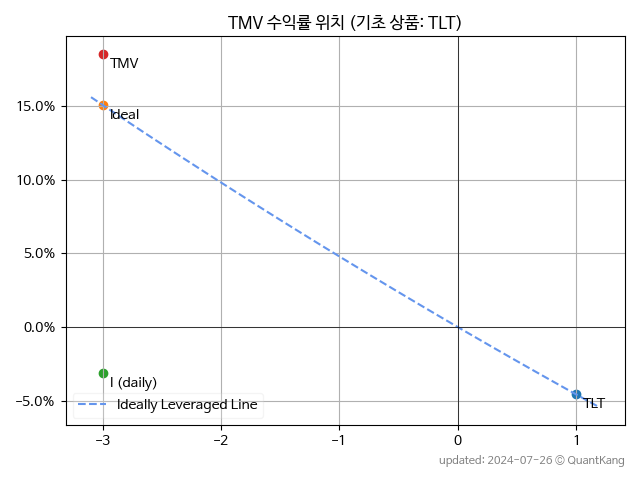 TMV 수익률 위치 (기초 상품: TLT)
TMV
15.0%
Ideal
10.0%
5.0%
0.0%
I (daily)
Ideally Leveraged Line
−5.0%
TLT
−3
−2
−1
0
1
updated: 2024-07-26 © QuantKang